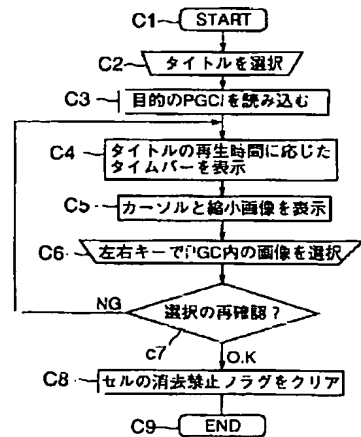 C1 START
C2 タイトルを選択
C3 目的のPGCIを読み込む
C4 タイトルの再生時間に応じた
タイムバーを表示
C5 カーソルと縮小画像を表示
C6 左右キーでPGC内の画像を選択
NG 選択の再確認?
c7 O.K
C8 セルの消去禁止フラグをクリア
C9 END